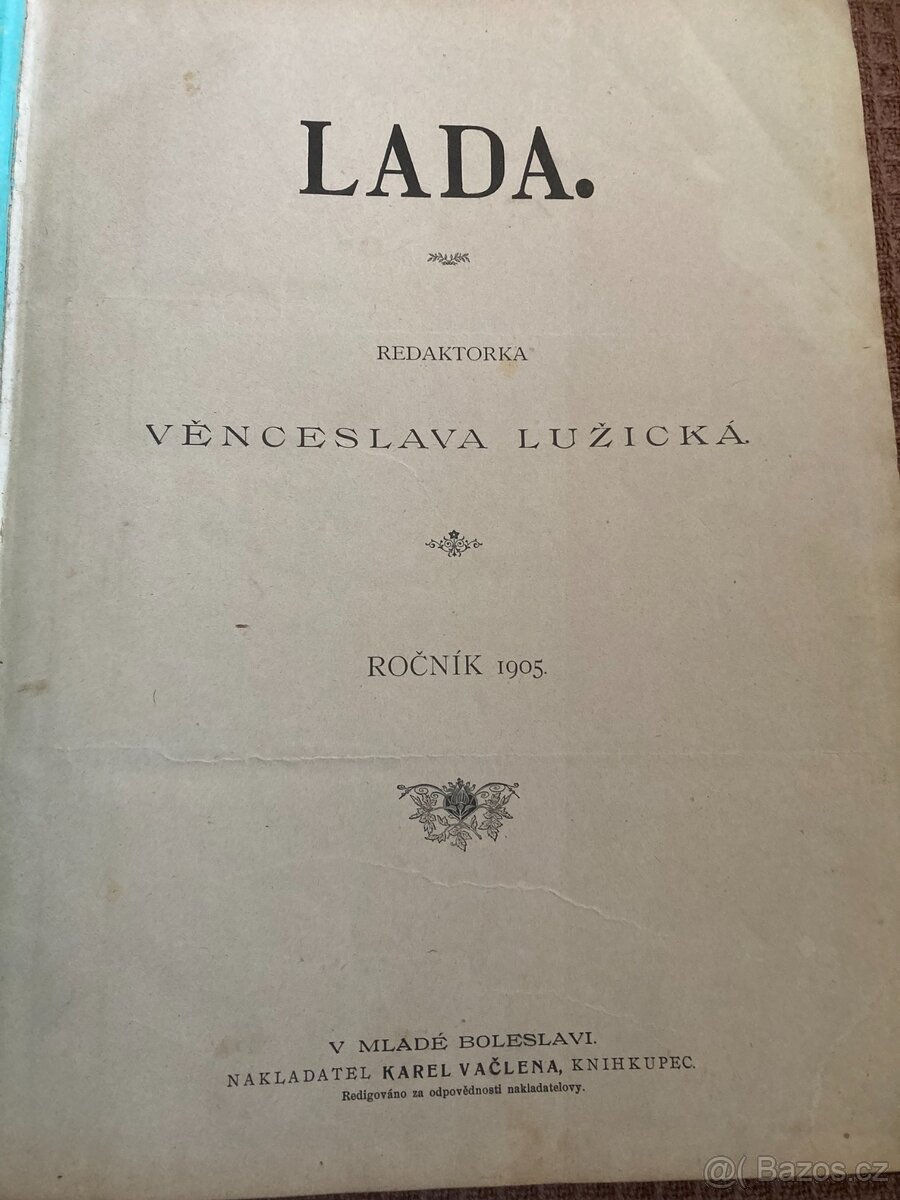 LADA.
REDAKTORKA
VĚNCESLAVA LUŽICKÁ.
ROČNÍK 1905.
V MLADÉ BOLESLAVI.
NAKLADATEL KAREL VAČLENA, KNIHKUPEC.
Redigováno za odpovědnosti nakladatelovy.
@( Bazos.cz